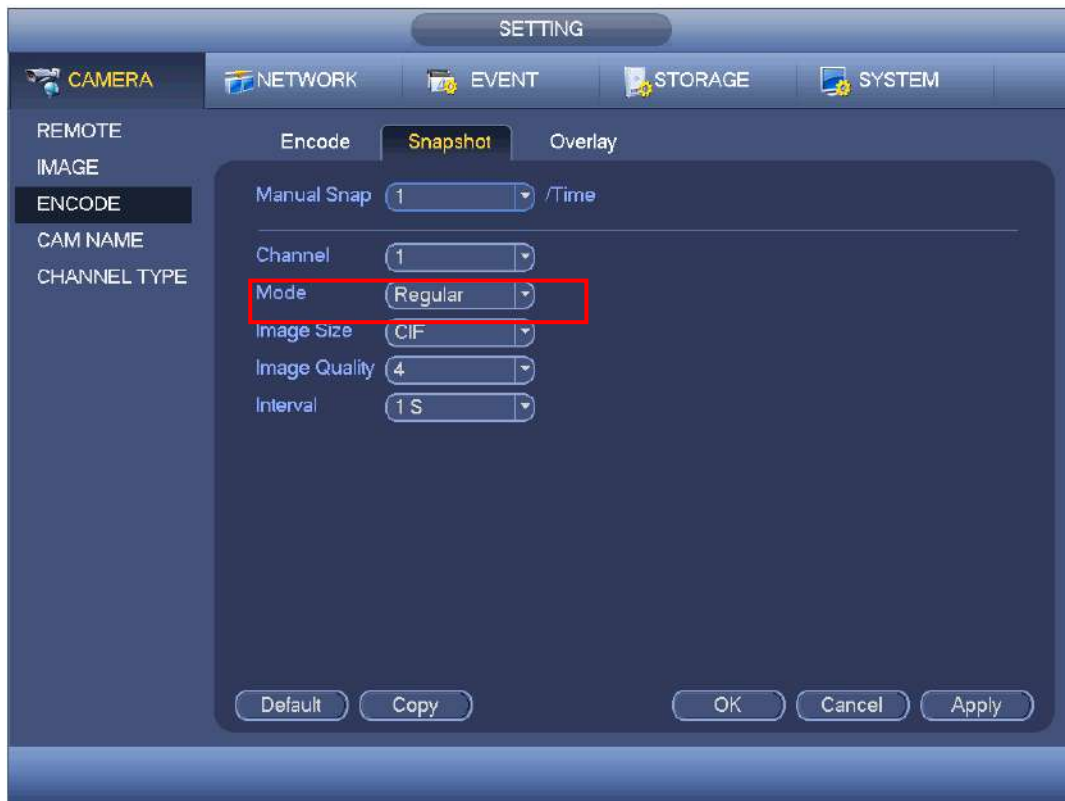 SETTING
CAMERA NETWORK EVENT STORAGE SYSTEM
REMOTE
IMAGE
ENCODE
CAM NAME
CHANNEL TYPE
Encode Snapshot Overlay
Manual Snap 1 /Time
Channel 1
Mode Regular
Image Size CIF
Image Quality 4
Interval 1 S
Default Copy OK Cancel Apply